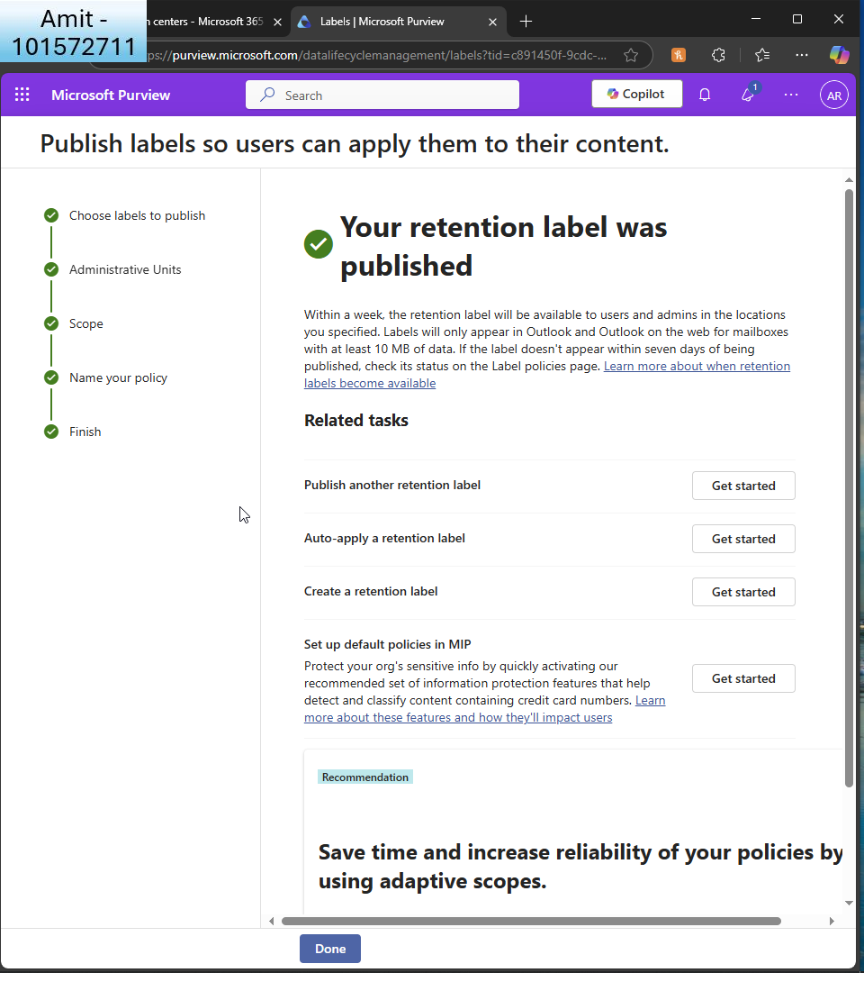 Amit -
101572711
n centers - Microsoft 365
Labels | Microsoft Purview
ps://purview.microsoft.com/datalifecyclemanagement/labels?tid=c891450f-9cdc-...
Microsoft Purview
Search
Copilot
1
AR
Publish labels so users can apply them to their content.
Choose labels to publish
Administrative Units
Scope
Name your policy
Finish
Your retention label was
published
Within a week, the retention label will be available to users and admins in the locations
you specified. Labels will only appear in Outlook and Outlook on the web for mailboxes
with at least 10 MB of data. If the label doesn't appear within seven days of being
published, check its status on the Label policies page. Learn more about when retention
labels become available
Related tasks
Publish another retention label
Get started
Auto-apply a retention label
Get started
Create a retention label
Get started
Set up default policies in MIP
Protect your org's sensitive info by quickly activating our
recommended set of information protection features that help
detect and classify content containing credit card numbers. Learn
more about these features and how they'll impact users
Get started
Recommendation
Save time and increase reliability of your policies by
using adaptive scopes.
Done